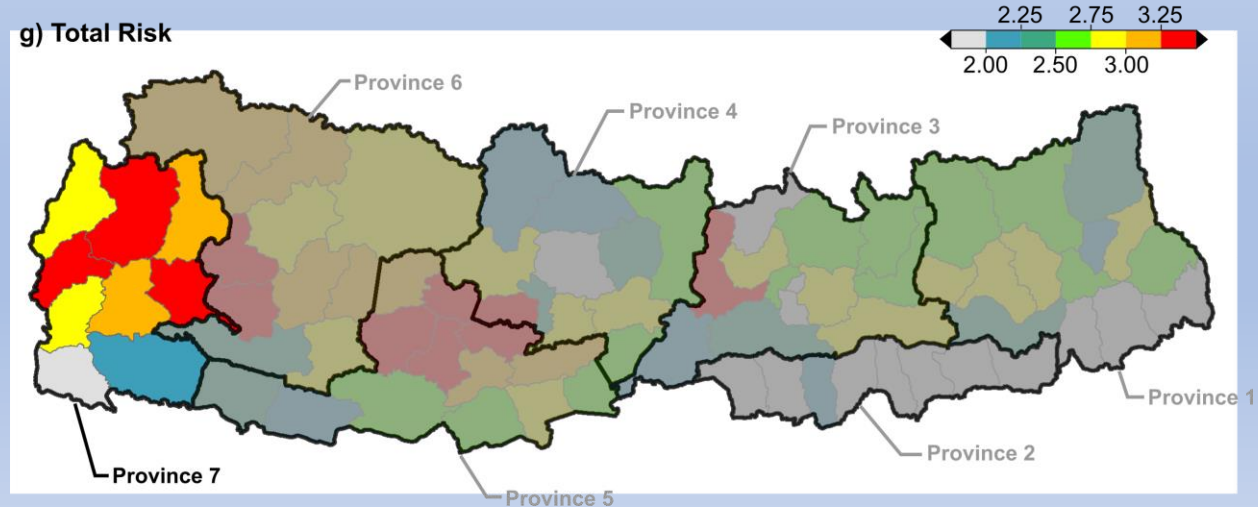 g) Total Risk
2.25 2.75 3.25
2.00 2.50 3.00
Province 6
Province 4
Province 3
Province 1
Province 2
Province 7
Province 5